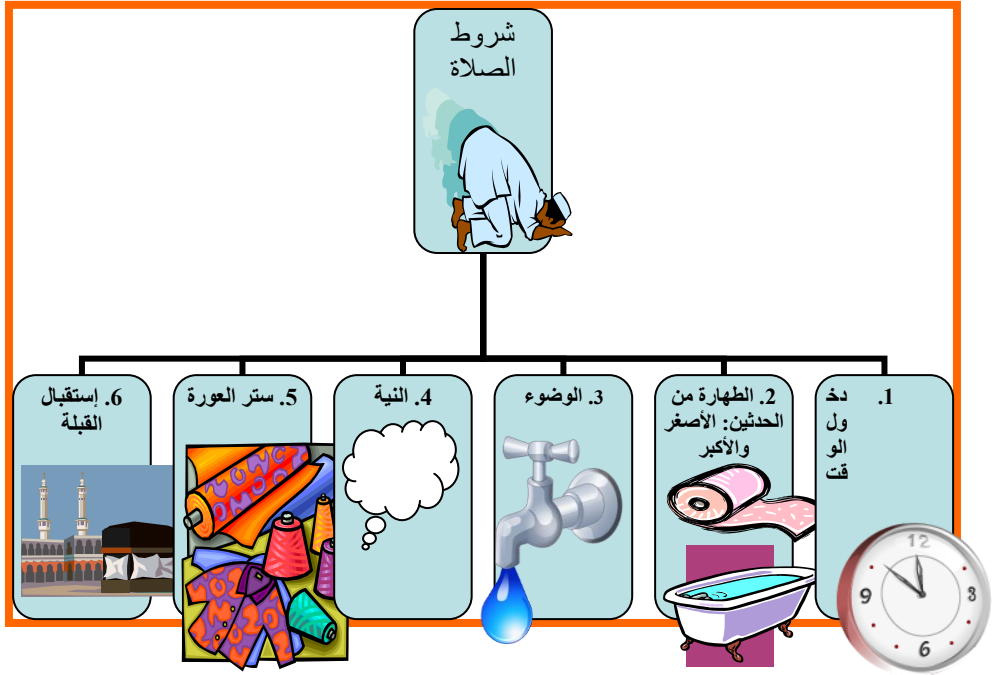 شروط
الصلاة
1. دخ
ول
الو
قت
2. الطهارة من
الحدثين: الأصغر
والأكبر
3. الوضوء
4. النية
5. ستر العورة
6. إستقبال
القبلة
12
3
6
9